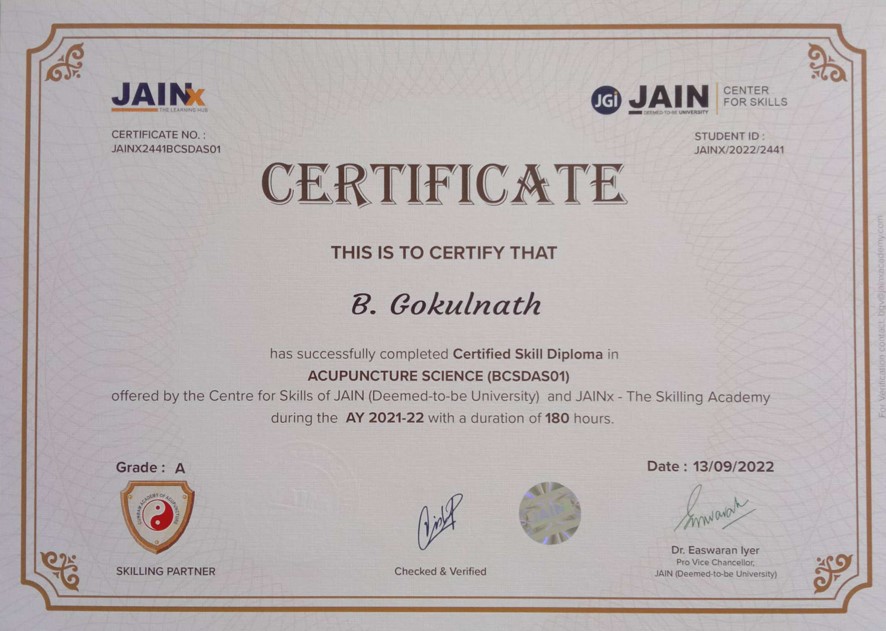 JAINx
THE LEARNING HUB
CERTIFICATE NO. :
JAINX2441BCSDAS01
JGI JAIN
DEEMED-TO-BE UNIVERSITY
CENTER
FOR SKILLS
STUDENT ID :
JAINX/2022/2441
CERTIFICATE
THIS IS TO CERTIFY THAT
B. Gokulnath
has successfully completed Certified Skill Diploma in
ACUPUNCTURE SCIENCE (BCSDAS01)
offered by the Centre for Skills of JAIN (Deemed-to-be University) and JAINx - The Skilling Academy
during the AY 2021-22 with a duration of 180 hours.
Grade : A
Date : 13/09/2022
ACADEMY OF ACUPUNCTURE
JAIN
SKILLING PARTNER
Checked & Verified
Dr. Easwaran Iyer
Pro Vice Chancellor,
JAIN (Deemed-to-be University)
For Verification contact